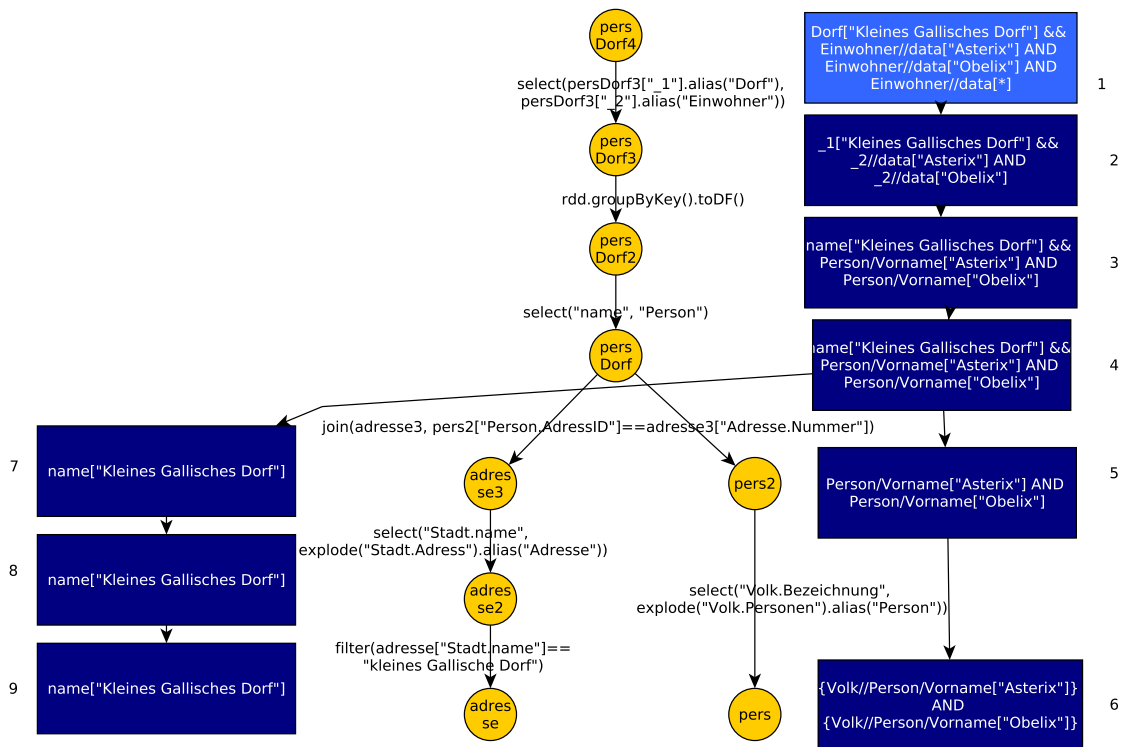 pers
Dorf4
select(persDorf3["_1"].alias("Dorf"),
persDorf3["_2"].alias("Einwohner"))
pers
Dorf3
rdd.groupByKey().toDF()
pers
Dorf2
select("name", "Person")
pers
Dorf
join(adresse3, pers2["Person.AdressID"]==adresse3["Adresse.Nummer"])
adres
se3
pers2
select("Stadt.name",
explode("Stadt.Adress").alias("Adresse"))
adres
se2
select("Volk.Bezeichnung",
explode("Volk.Personen").alias("Person"))
filter(adresse["Stadt.name"]==
"kleines Gallische Dorf")
adres
se
pers
Dorf["Kleines Gallisches Dorf"] &&
Einwohner//data["Asterix"] AND
Einwohner//data["Obelix"] AND
Einwohner//data[*]
1
_1["Kleines Gallisches Dorf"] &&
_2//data["Asterix"] AND
_2//data["Obelix"]
2
name["Kleines Gallisches Dorf"] &&
Person/Vorname["Asterix"] AND
Person/Vorname["Obelix"]
3
name["Kleines Gallisches Dorf"] &&
Person/Vorname["Asterix"] AND
Person/Vorname["Obelix"]
4
Person/Vorname["Asterix"] AND
Person/Vorname["Obelix"]
5
{Volk//Person/Vorname["Asterix"]}
AND
{Volk//Person/Vorname["Obelix"]}
6
7
name["Kleines Gallisches Dorf"]
8
name["Kleines Gallisches Dorf"]
9
name["Kleines Gallisches Dorf"]